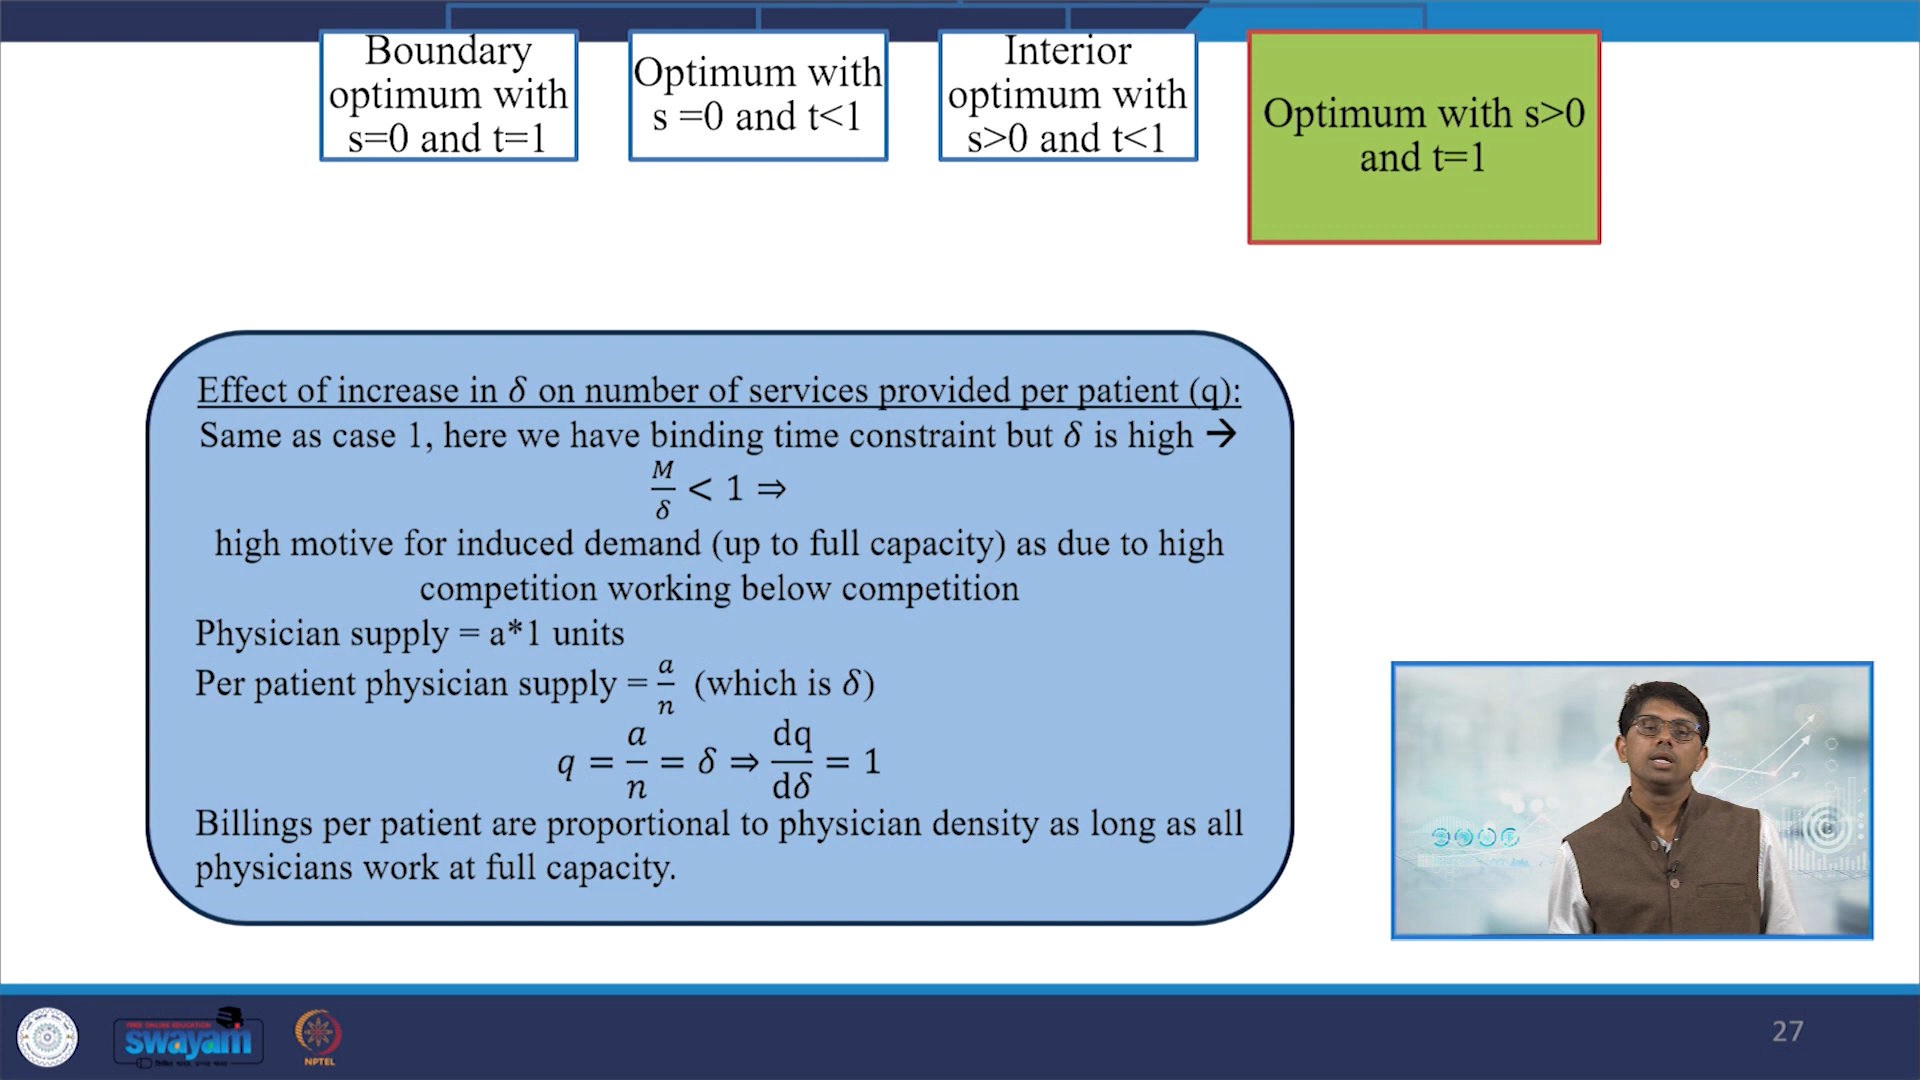 Boundary
optimum with
s=0 and t=1
Optimum with
s =0 and t<1
Interior
optimum with
s>0 and t<1
Optimum with s>0
and t=1
Effect of increase in δ on number of services provided per patient (q):
Same as case 1, here we have binding time constraint but δ is high →
M/δ < 1 ⇒
high motive for induced demand (up to full capacity) as due to high
competition working below competition
Physician supply = a*1 units
Per patient physician supply = a/n (which is δ)
q = a/n = δ ⇒ dq/dδ = 1
Billings per patient are proportional to physician density as long as all
physicians work at full capacity.
FREE ONLINE EDUCATION
swayam
NPTEL
27